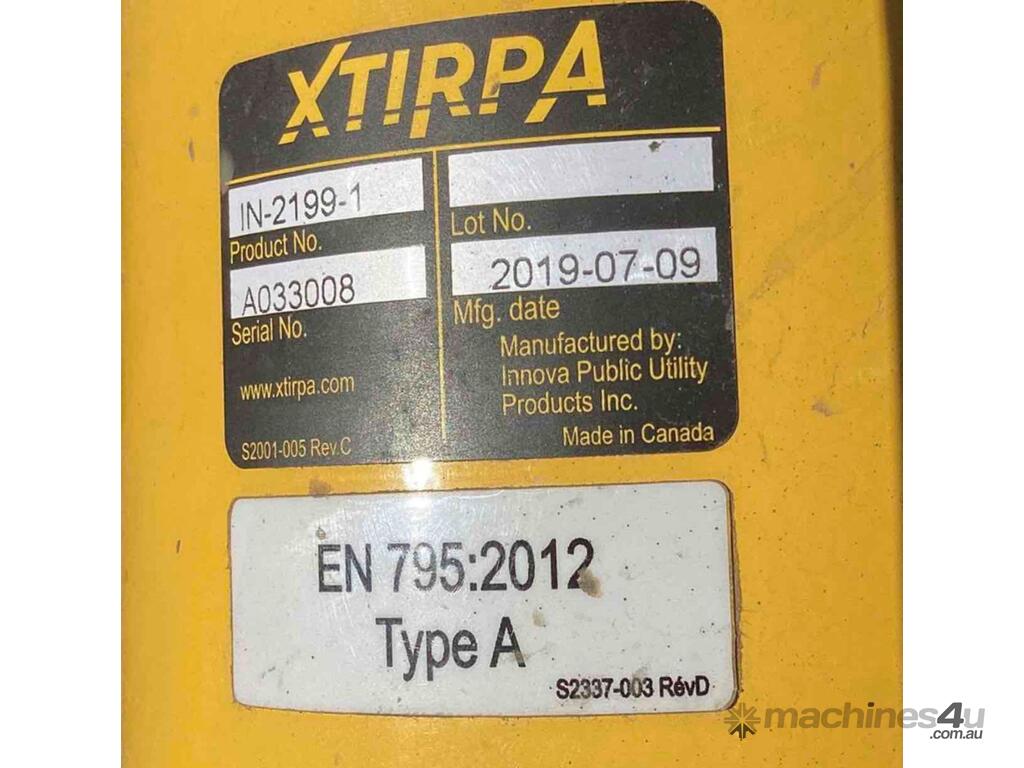 XTIRPA
IN-2199-1
Product No.
A033008
Serial No.
www.xtirpa.com
S2001-005 Rev.C
Lot No.
2019-07-09
Mfg. date
Manufactured by:
Innova Public Utility
Products Inc.
Made in Canada
EN 795:2012
Type A
S2337-003 RévD
machines4u
.com.au